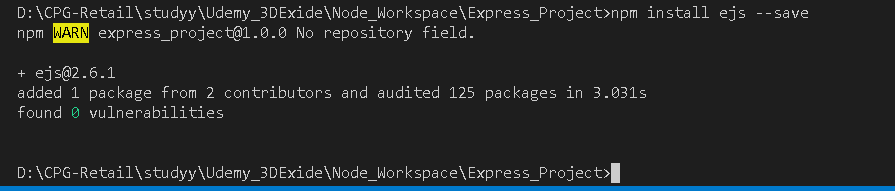 D:\CPG-Retail\studyy\Udemy_3DExide\Node_Workspace\Express_Project>npm install ejs --save
npm WARN express_project@1.0.0 No repository field.
+ ejs@2.6.1
added 1 package from 2 contributors and audited 125 packages in 3.031s
found 0 vulnerabilities
D:\CPG-Retail\studyy\Udemy_3DExide\Node_Workspace\Express_Project>